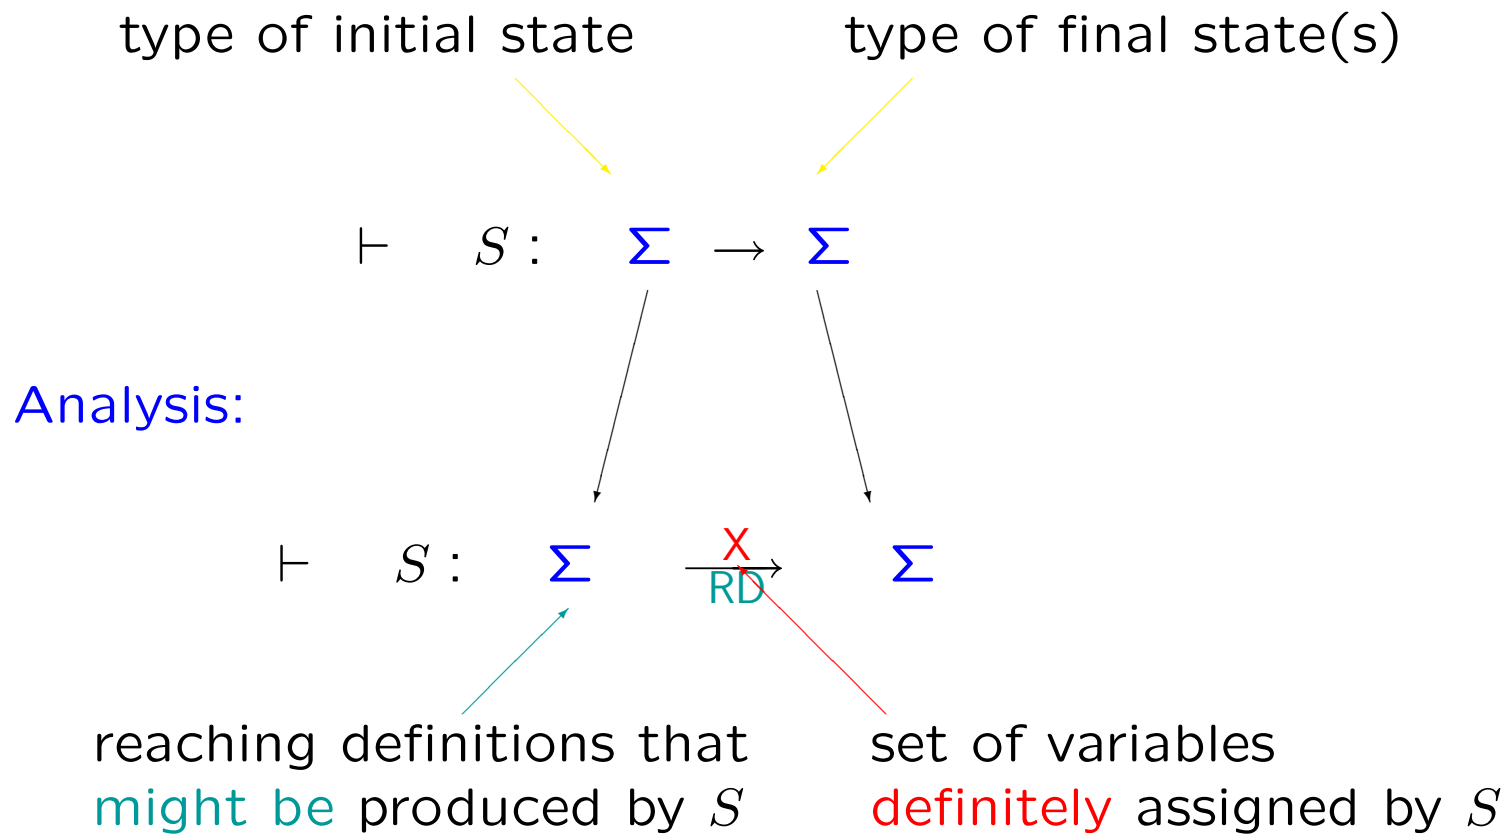 type of initial state type of final state(s)
⊢ S : Σ → Σ
Analysis:
X
⊢ S : Σ ⟶ Σ
RD
reaching definitions that set of variables
might be produced by S definitely assigned by S